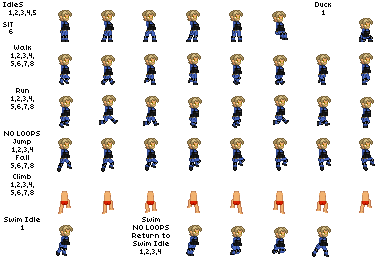 IdleS
1,2,3,4,5
SIT
6
Duck
1
Walk
1,2,3,4,
5,6,7,8
Run
1,2,3,4,
5,6,7,8
NO LOOPS
Jump
1,2,3,4
Fall
5,6,7,8
Climb
1,2,3,4,
5,6,7,8
Swim Idle
1
Swim
NO LOOPS
Return to
Swim Idle
1,2,3,4